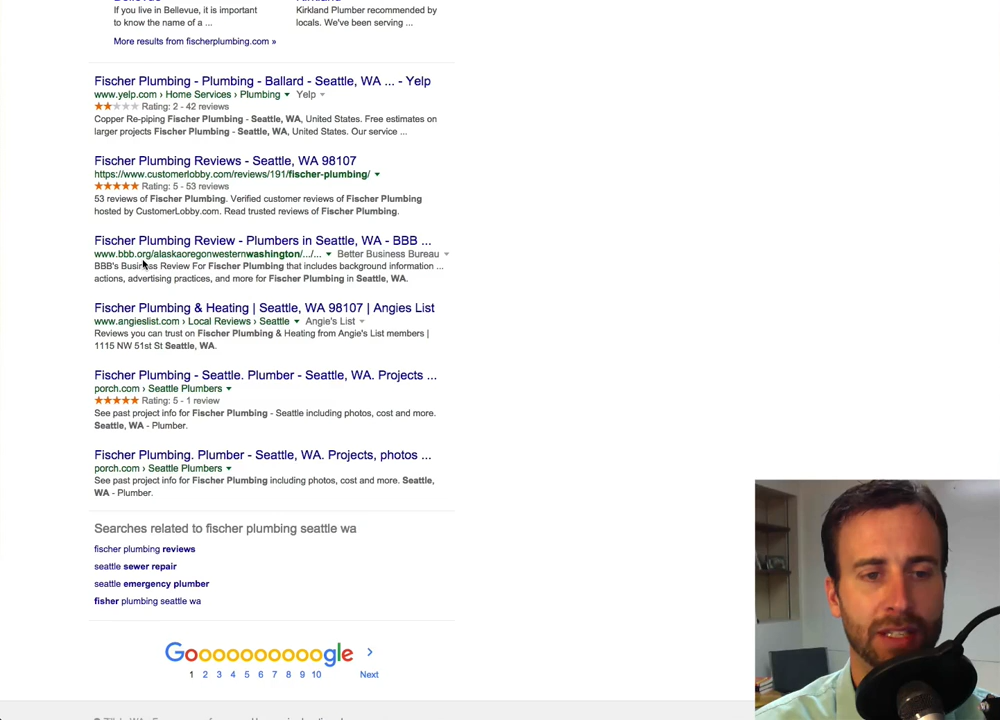 If you live in Bellevue, it is important
to know the name of a ...
Kirkland Plumber recommended by
locals. We've been serving ...
More results from fischerplumbing.com »
Fischer Plumbing - Plumbing - Ballard - Seattle, WA ... - Yelp
www.yelp.com › Home Services › Plumbing ▼ Yelp ▼
Rating: 2 - 42 reviews
Copper Re-piping Fischer Plumbing - Seattle, WA, United States. Free estimates on
larger projects Fischer Plumbing - Seattle, WA, United States. Our service ...
Fischer Plumbing Reviews - Seattle, WA 98107
https://www.customerlobby.com/reviews/191/fischer-plumbing/ ▼
Rating: 5 - 53 reviews
53 reviews of Fischer Plumbing. Verified customer reviews of Fischer Plumbing
hosted by CustomerLobby.com. Read trusted reviews of Fischer Plumbing.
Fischer Plumbing Review - Plumbers in Seattle, WA - BBB ...
www.bbb.org/alaskaoregonwesternwashington/.../... ▼ Better Business Bureau ▼
BBB's Business Review For Fischer Plumbing that includes background information ...
actions, advertising practices, and more for Fischer Plumbing in Seattle, WA.
Fischer Plumbing & Heating | Seattle, WA 98107 | Angies List
www.angieslist.com › Local Reviews › Seattle ▼ Angie's List ▼
Reviews you can trust on Fischer Plumbing & Heating from Angie's List members |
1115 NW 51st St Seattle, WA.
Fischer Plumbing - Seattle. Plumber - Seattle, WA. Projects ...
porch.com › Seattle Plumbers ▼
Rating: 5 - 1 review
See past project info for Fischer Plumbing - Seattle including photos, cost and more.
Seattle, WA - Plumber.
Fischer Plumbing. Plumber - Seattle, WA. Projects, photos ...
porch.com › Seattle Plumbers ▼
See past project info for Fischer Plumbing including photos, cost and more. Seattle,
WA - Plumber.
Searches related to fischer plumbing seattle wa
fischer plumbing reviews
seattle sewer repair
seattle emergency plumber
fisher plumbing seattle wa
Goooooooooogle
1 2 3 4 5 6 7 8 9 10 Next